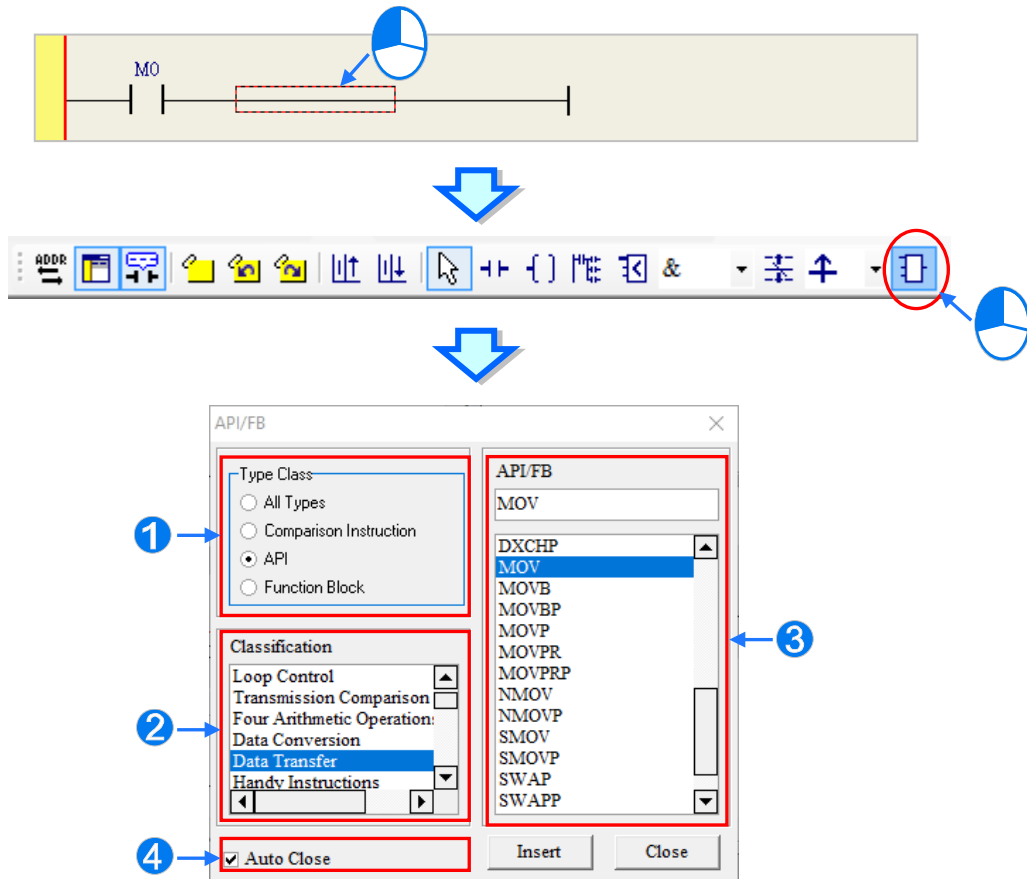 M0
ADDR
&
API/FB
Type Class
All Types
Comparison Instruction
API
Function Block
1
Classification
Loop Control
Transmission Comparison
Four Arithmetic Operation
Data Conversion
Data Transfer
Handy Instructions
2
Auto Close
4
API/FB
MOV
DXCHP
MOV
MOVB
MOVBP
MOVP
MOVPR
MOVPRP
NMOV
NMOVP
SMOV
SMOVP
SWAP
SWAPP
3
Insert
Close